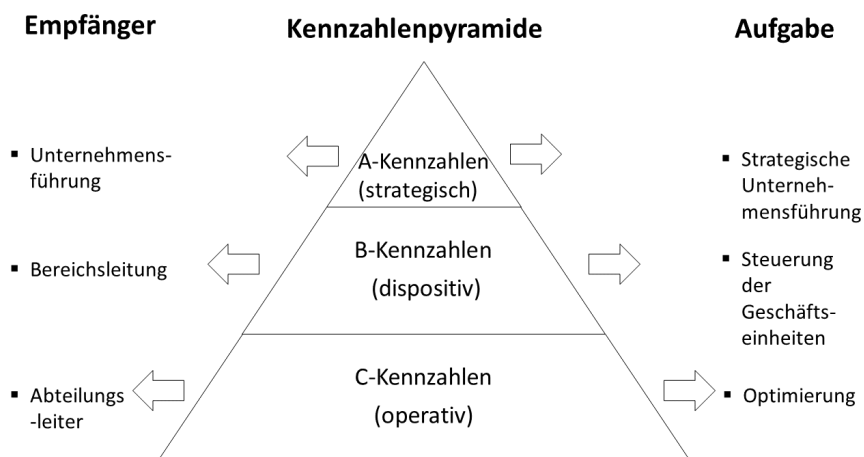 Empfänger
Kennzahlenpyramide
Aufgabe
▪ Unternehmens-
führung
A-Kennzahlen
(strategisch)
▪ Strategische
Unterneh-
mensführung
▪ Bereichsleitung
B-Kennzahlen
(dispositiv)
▪ Steuerung
der
Geschäfts-
einheiten
▪ Abteilungs
-leiter
C-Kennzahlen
(operativ)
▪ Optimierung